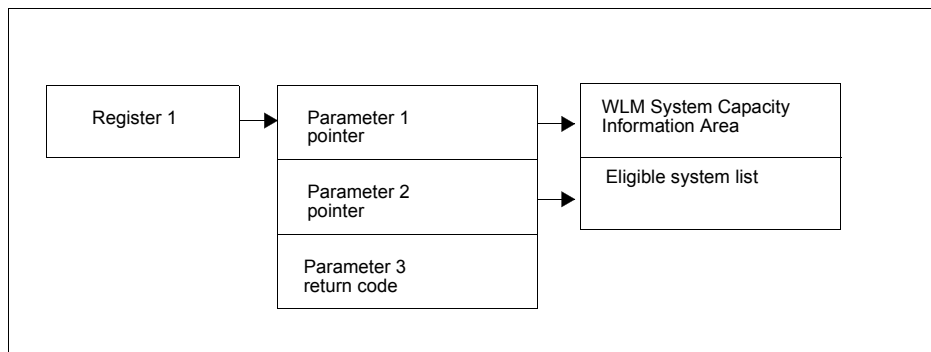 Register 1
Parameter 1
pointer
WLM System Capacity
Information Area
Parameter 2
pointer
Eligible system list
Parameter 3
return code